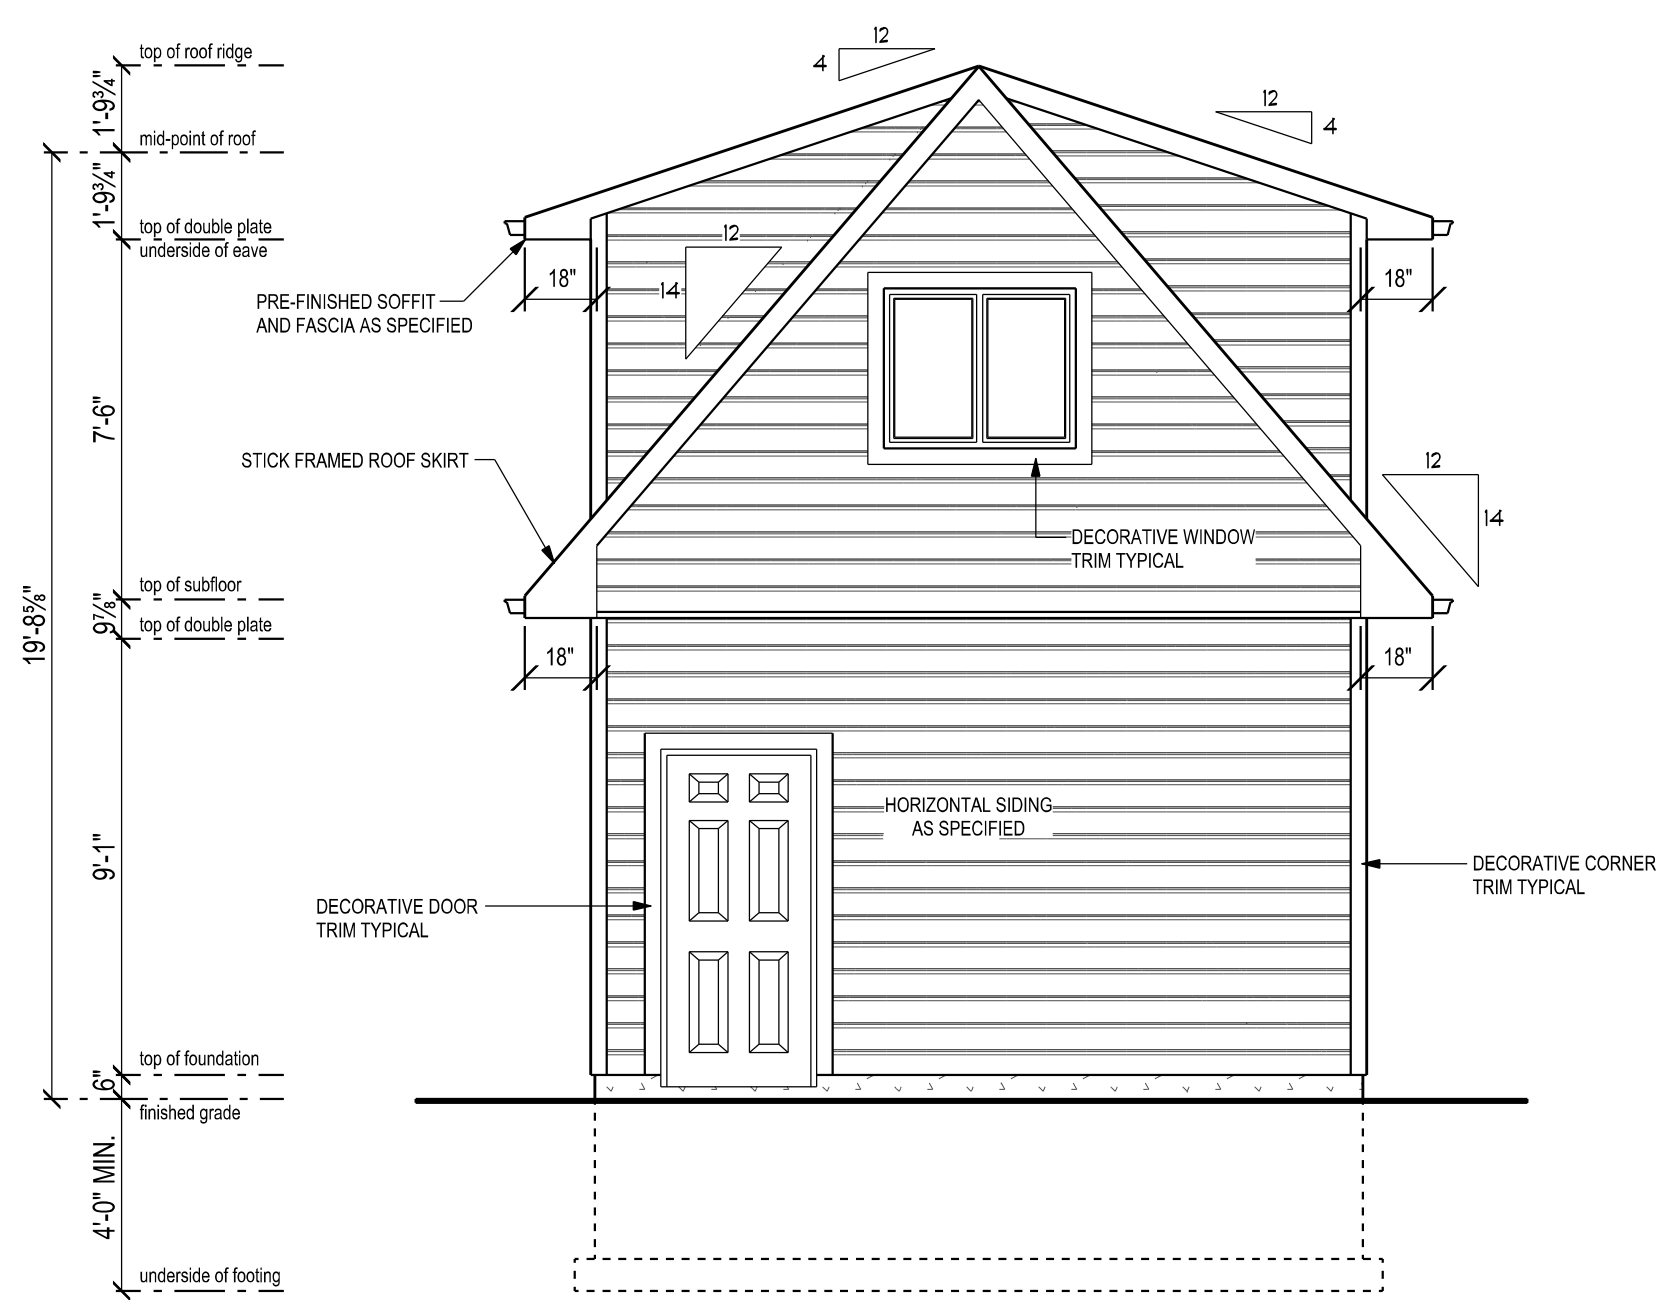 top of roof ridge
1'-9¾"
mid-point of roof
1'-9¾"
top of double plate
underside of eave
7'-6"
top of subfloor
9⅞"
top of double plate
19'-8⅝"
9'-1"
top of foundation
6"
finished grade
4'-0" MIN.
underside of footing
12
4
12
4
12
14
12
14
18"
18"
PRE-FINISHED SOFFIT
AND FASCIA AS SPECIFIED
STICK FRAMED ROOF SKIRT
DECORATIVE WINDOW
TRIM TYPICAL
18"
18"
HORIZONTAL SIDING
AS SPECIFIED
DECORATIVE CORNER
TRIM TYPICAL
DECORATIVE DOOR
TRIM TYPICAL